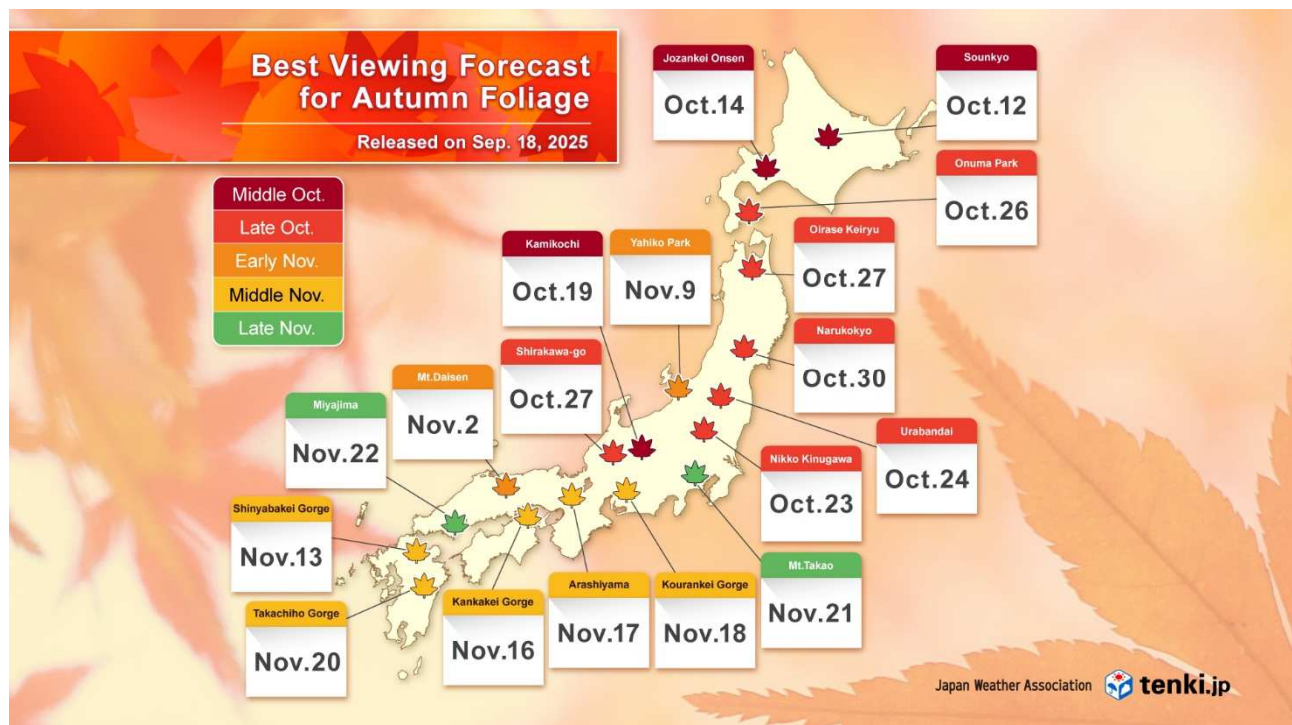 Best Viewing Forecast
for Autumn Foliage
Released on Sep. 18, 2025
Middle Oct.
Late Oct.
Early Nov.
Middle Nov.
Late Nov.
Jozankei Onsen
Oct.14
Sounkyo
Oct.12
Onuma Park
Oct.26
Oirase Keiryu
Oct.27
Kamikochi
Oct.19
Yahiko Park
Nov.9
Narukokyo
Oct.30
Shirakawa-go
Oct.27
Mt.Daisen
Nov.2
Miyajima
Nov.22
Urabandai
Oct.24
Nikko Kinugawa
Oct.23
Shinyabakei Gorge
Nov.13
Mt.Takao
Nov.21
Takachiho Gorge
Nov.20
Kankakei Gorge
Nov.16
Arashiyama
Nov.17
Kourankei Gorge
Nov.18
Japan Weather Association tenki.jp